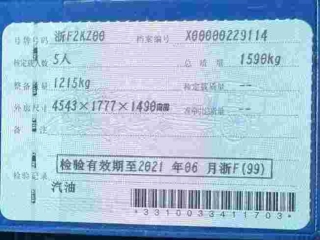 号牌号码 浙F2KZ00 档案编号 X00000229114
核定载人数 5人 总质量 1590kg
整备质量 1215kg 核定载质量 --
外廓尺寸 4543×1777×1490mm 准牵引总质量 --
备注
检验有效期至2021年06月浙F(99)
检验记录
汽油
*3310033411703*